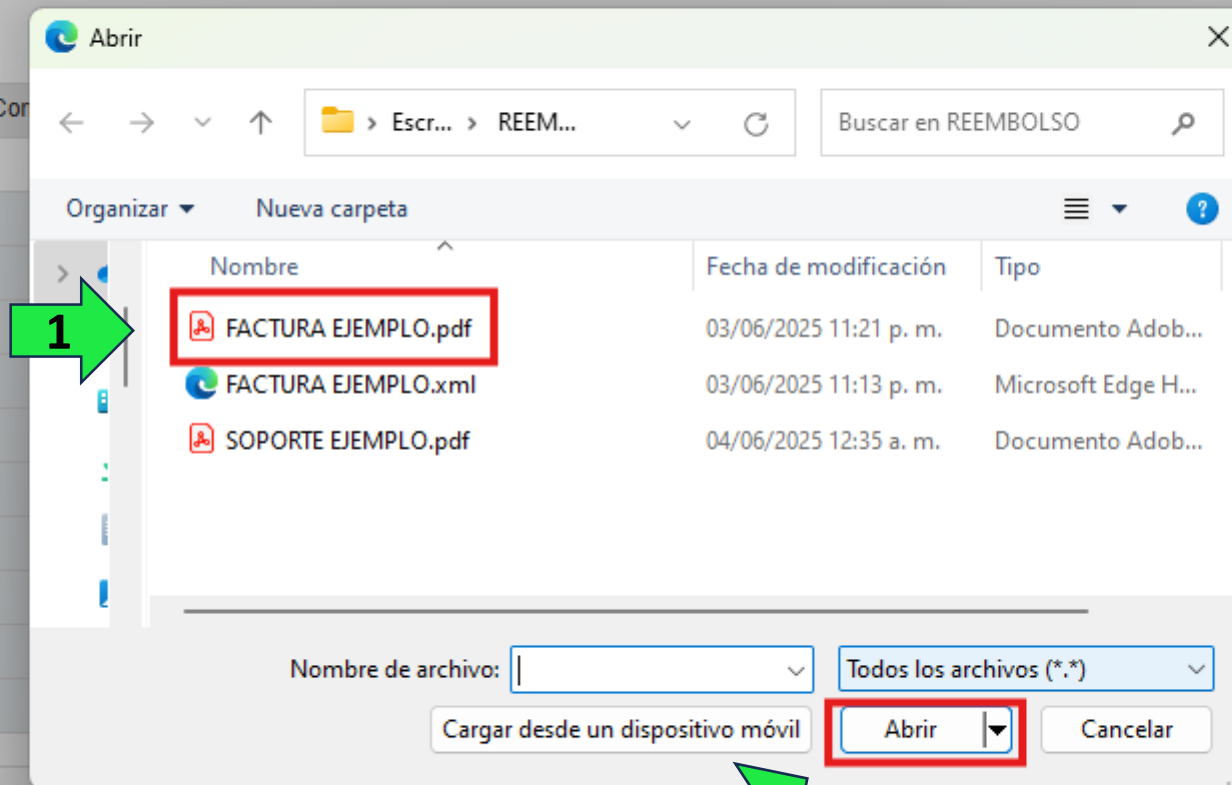 Abrir
Cor
Escr... > REEM...
Buscar en REEMBOLSO
Organizar
Nueva carpeta
?
Nombre
Fecha de modificación
Tipo
1
FACTURA EJEMPLO.pdf
03/06/2025 11:21 p. m.
Documento Adob...
FACTURA EJEMPLO.xml
03/06/2025 11:13 p. m.
Microsoft Edge H...
SOPORTE EJEMPLO.pdf
04/06/2025 12:35 a. m.
Documento Adob...
Nombre de archivo:
Todos los archivos (*.*)
Cargar desde un dispositivo móvil
Abrir
Cancelar